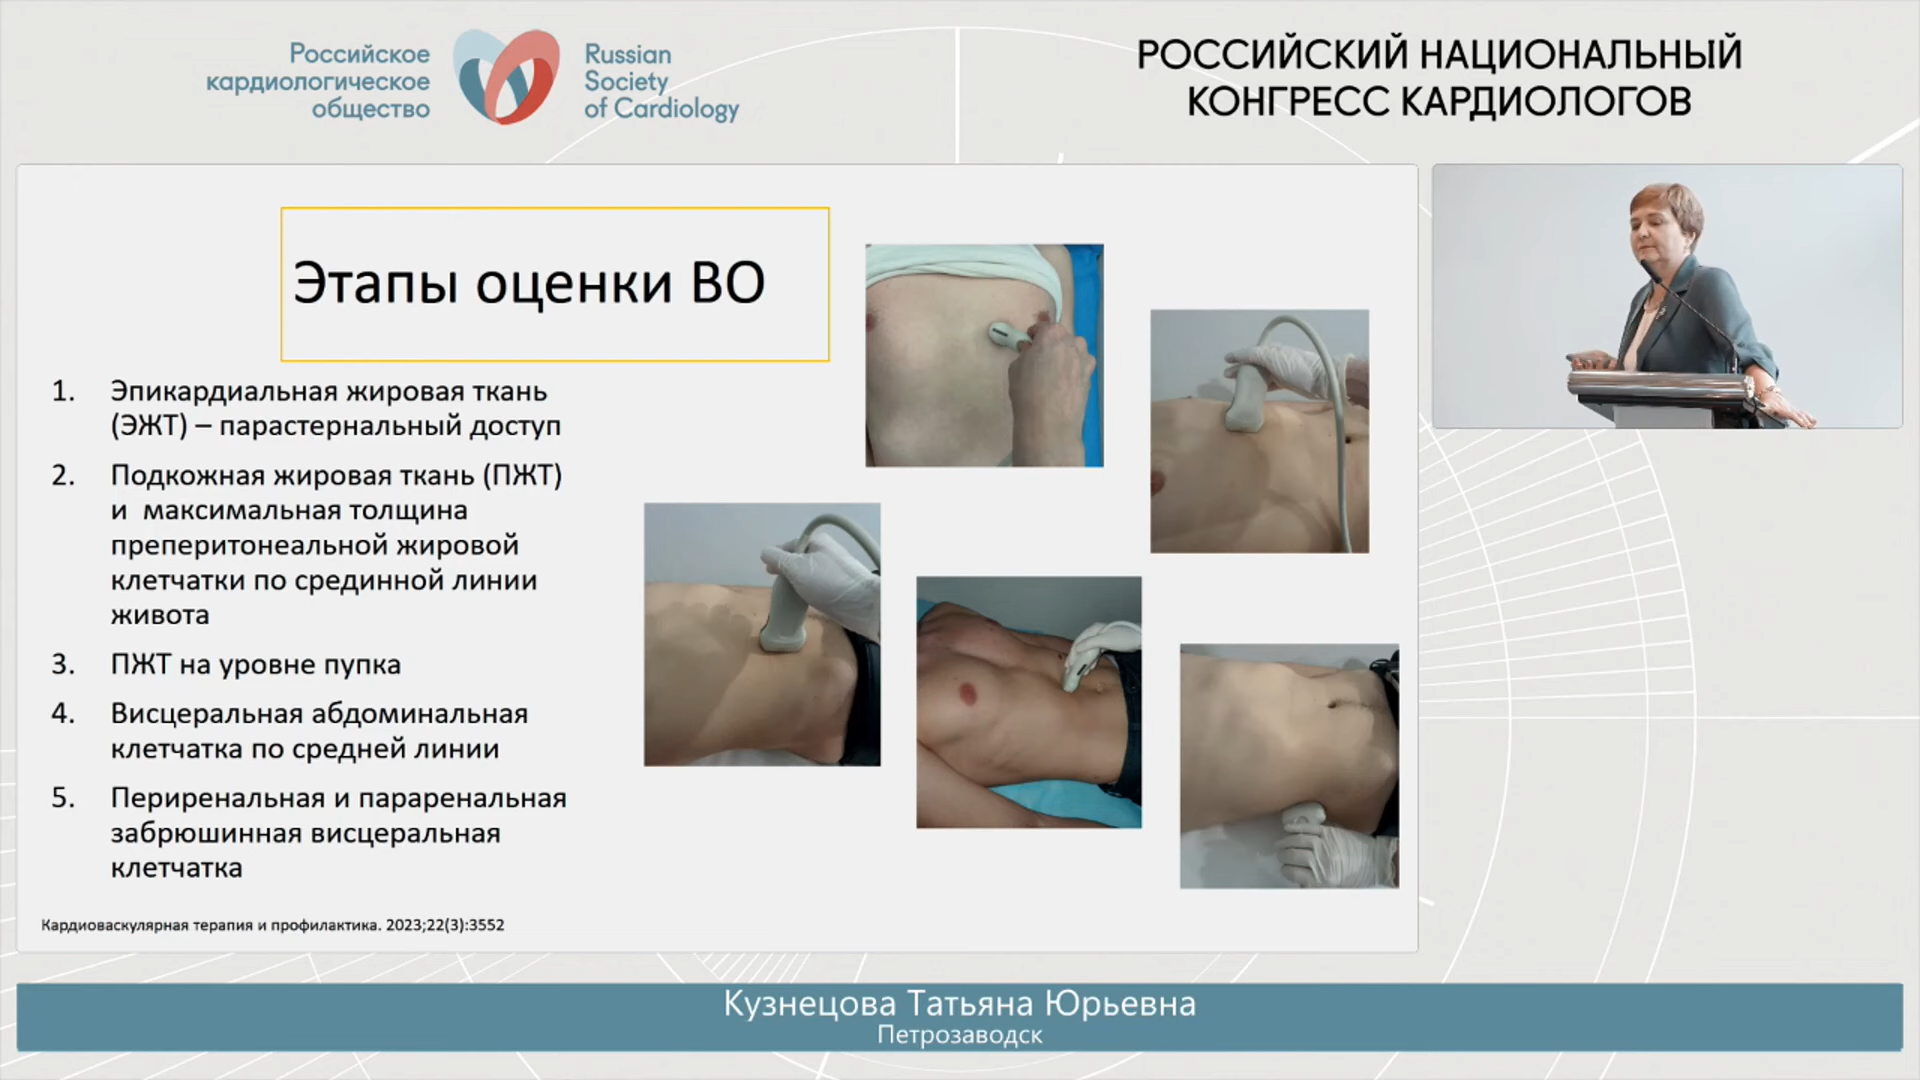 Российское
кардиологическое
общество
Russian
Society
of Cardiology
РОССИЙСКИЙ НАЦИОНАЛЬНЫЙ
КОНГРЕСС КАРДИОЛОГОВ
Этапы оценки ВО
1. Эпикардиальная жировая ткань
(ЭЖТ) – парастернальный доступ
2. Подкожная жировая ткань (ПЖТ)
и максимальная толщина
преперитонеальной жировой
клетчатки по срединной линии
живота
3. ПЖТ на уровне пупка
4. Висцеральная абдоминальная
клетчатка по средней линии
5. Периренальная и параренальная
забрюшинная висцеральная
клетчатка
Кардиоваскулярная терапия и профилактика. 2023;22(3):3552
Кузнецова Татьяна Юрьевна
Петрозаводск